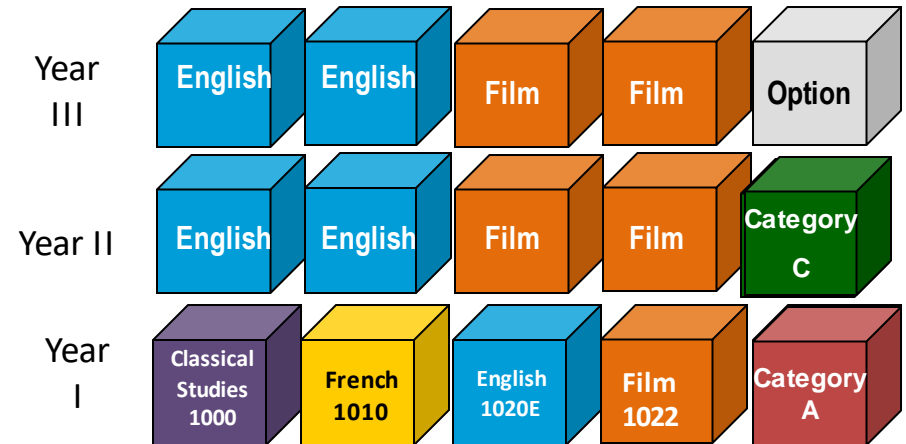 Year
III
English
English
Film
Film
Option
Year II
English
English
Film
Film
Category
C
Year
I
Classical
Studies
1000
French
1010
English
1020E
Film
1022
Category
A